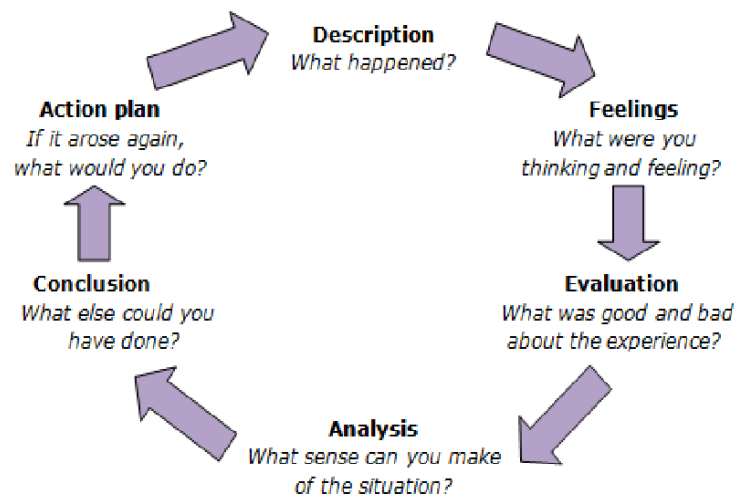 Description
What happened?
Feelings
What were you
thinking and feeling?
Evaluation
What was good and bad
about the experience?
Analysis
What sense can you make
of the situation?
Conclusion
What else could you
have done?
Action plan
If it arose again,
what would you do?